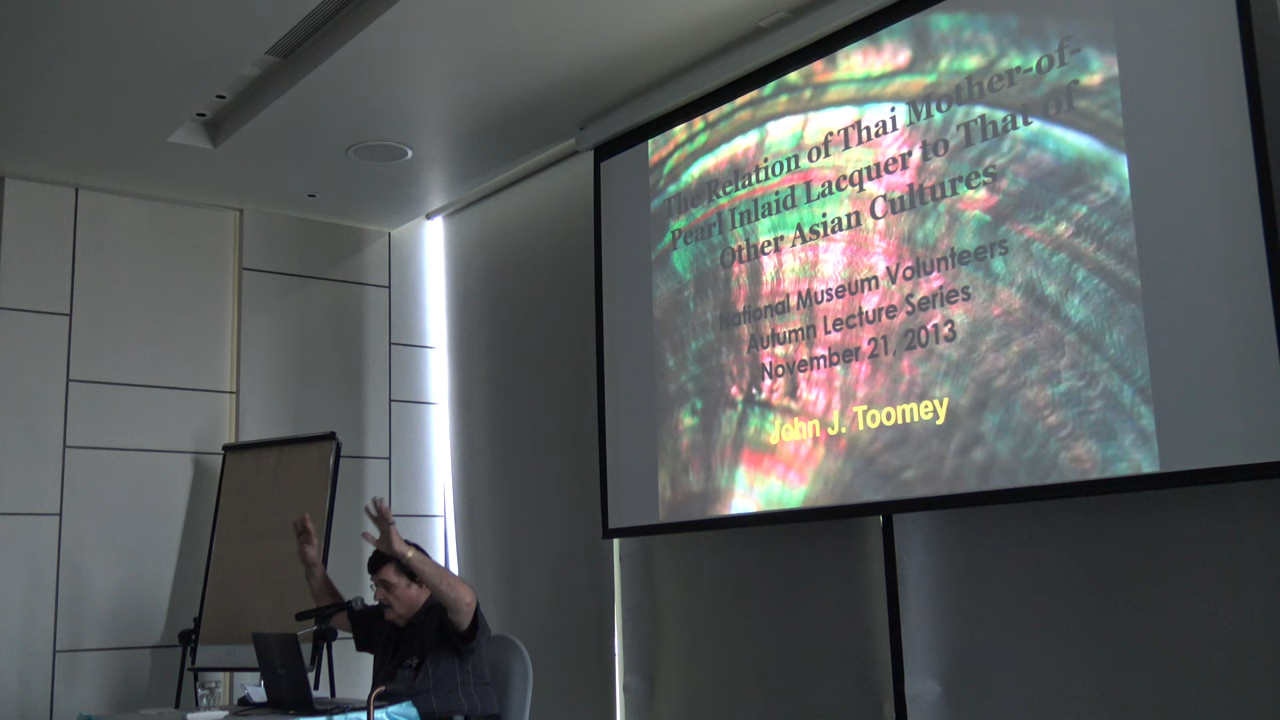 The Relation of Thai Mother-of-
Pearl Inlaid Lacquer to That of
Other Asian Cultures
National Museum Volunteers
Autumn Lecture Series
November 21, 2013
John J. Toomey